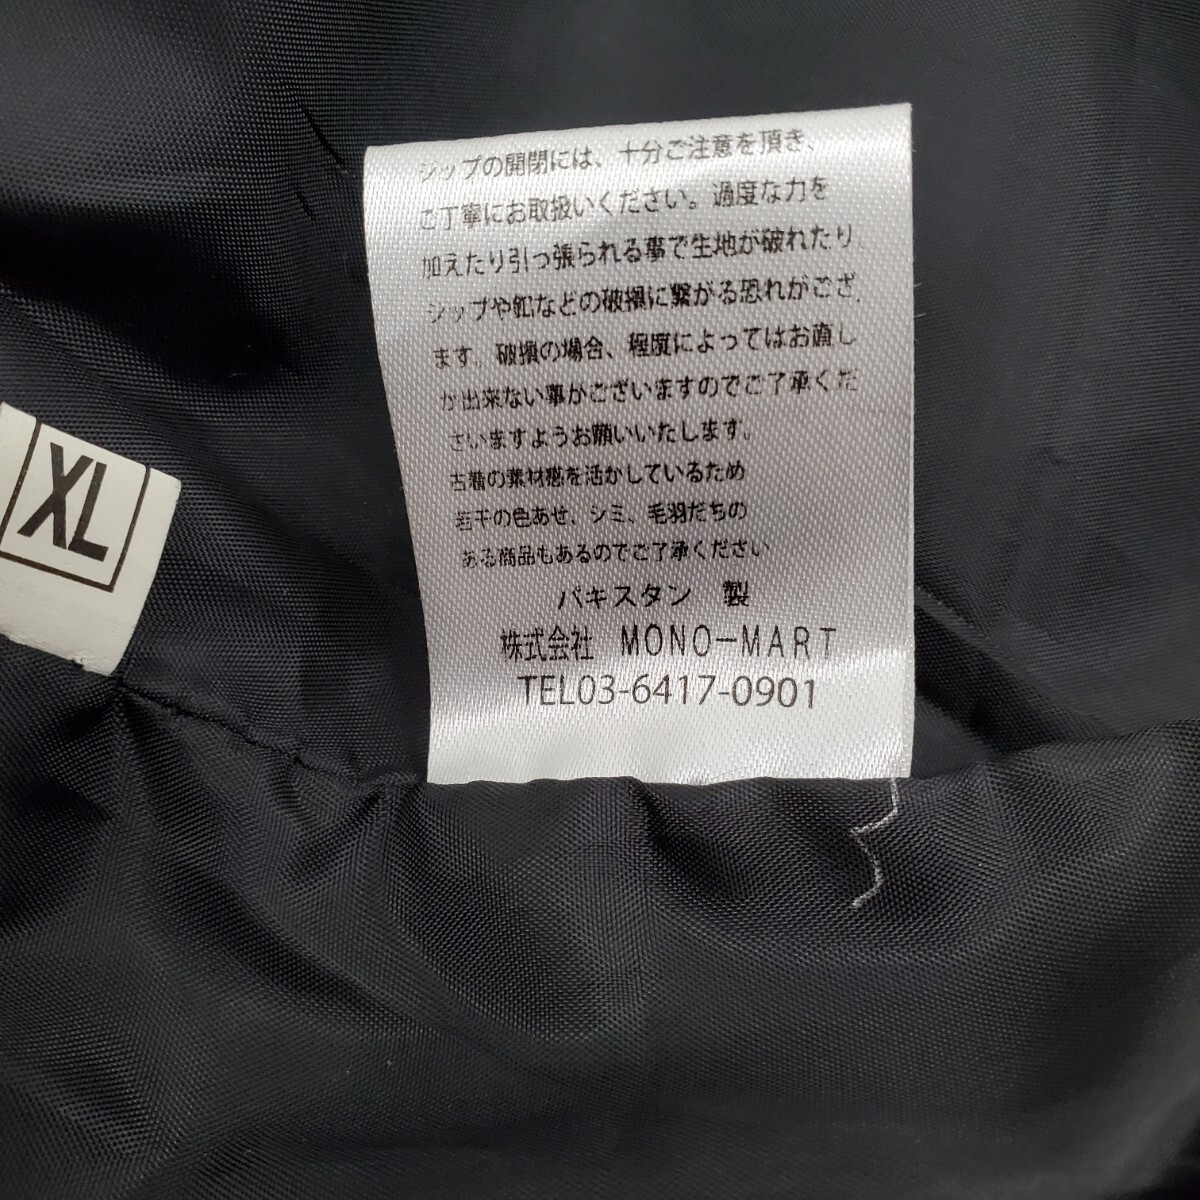 ジップの開閉には、十分ご注意を頂き、
ご丁寧にお取扱いください。過度な力を
加えたり引っ張られる事で生地が破れたり、
ジップや釦などの破損に繋がる恐れがござ
ます。破損の場合、程度によってはお直し
が出来ない事がございますのでご了承くだ
さいますようお願いいたします。
古着の素材感を活かしているため
若干の色あせ、シミ、毛羽だちの
ある商品もあるのでご了承ください
パキスタン 製
株式会社 MONO-MART
TEL03-6417-0901
XL